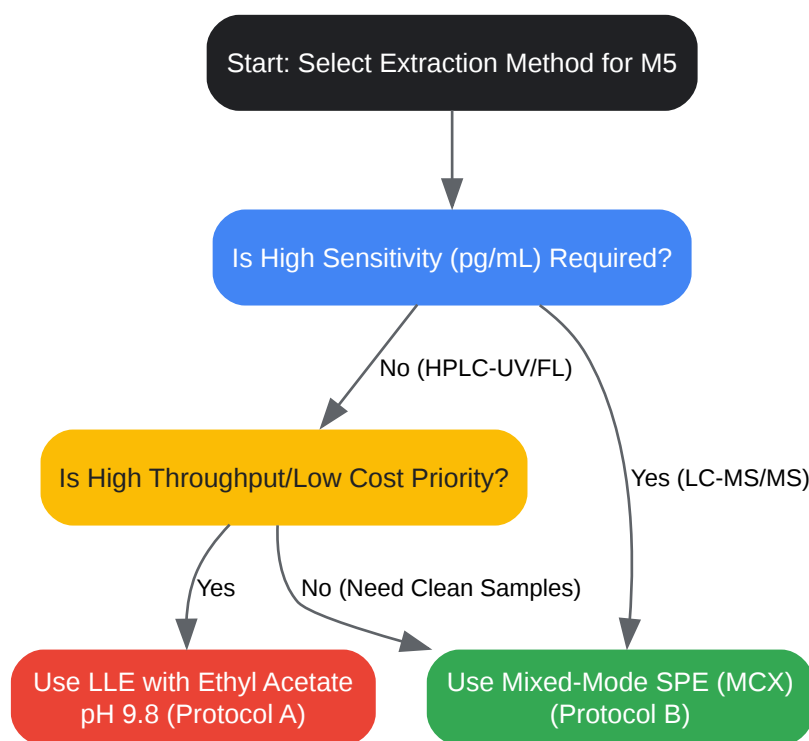 Start: Select Extraction Method for M5
Is High Sensitivity (pg/mL) Required?
No (HPLC-UV/FL)
Is High Throughput/Low Cost Priority?
Yes (LC-MS/MS)
Yes
No (Need Clean Samples)
Use LLE with Ethyl Acetate
pH 9.8 (Protocol A)
Use Mixed-Mode SPE (MCX)
(Protocol B)